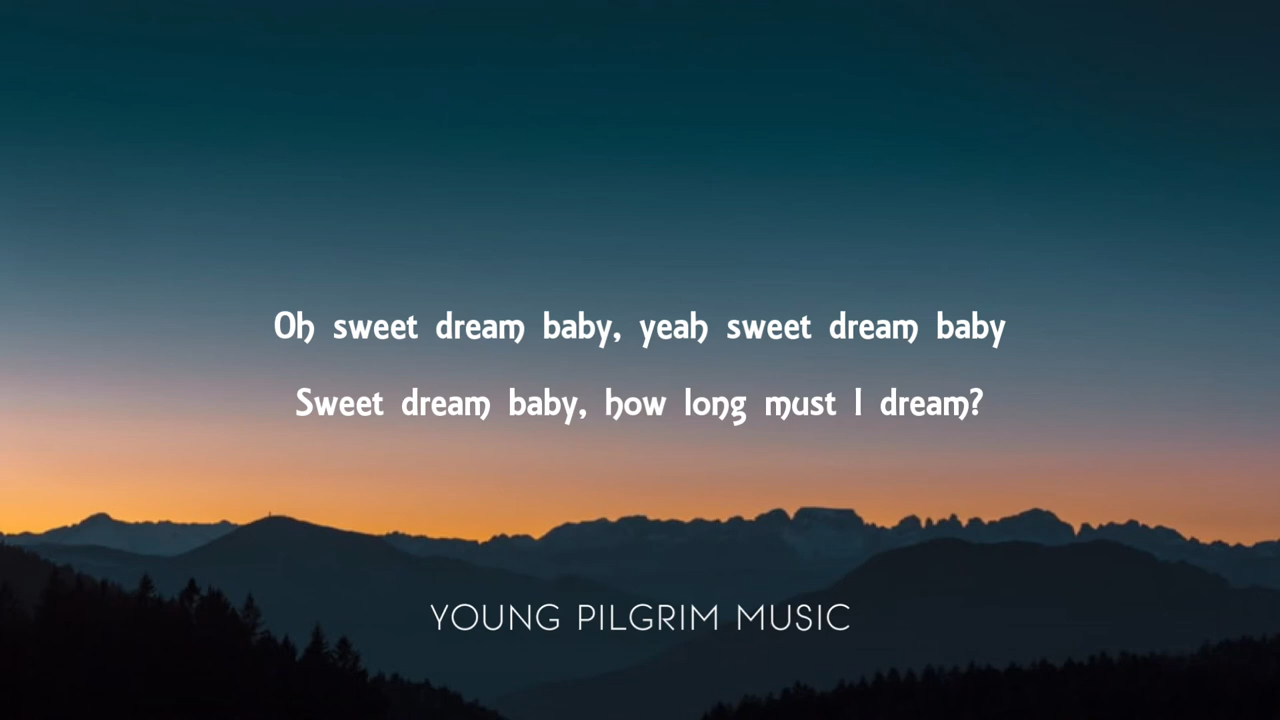 Oh sweet dream baby, yeah sweet dream baby
Sweet dream baby, how long must I dream?
YOUNG PILGRIM MUSIC